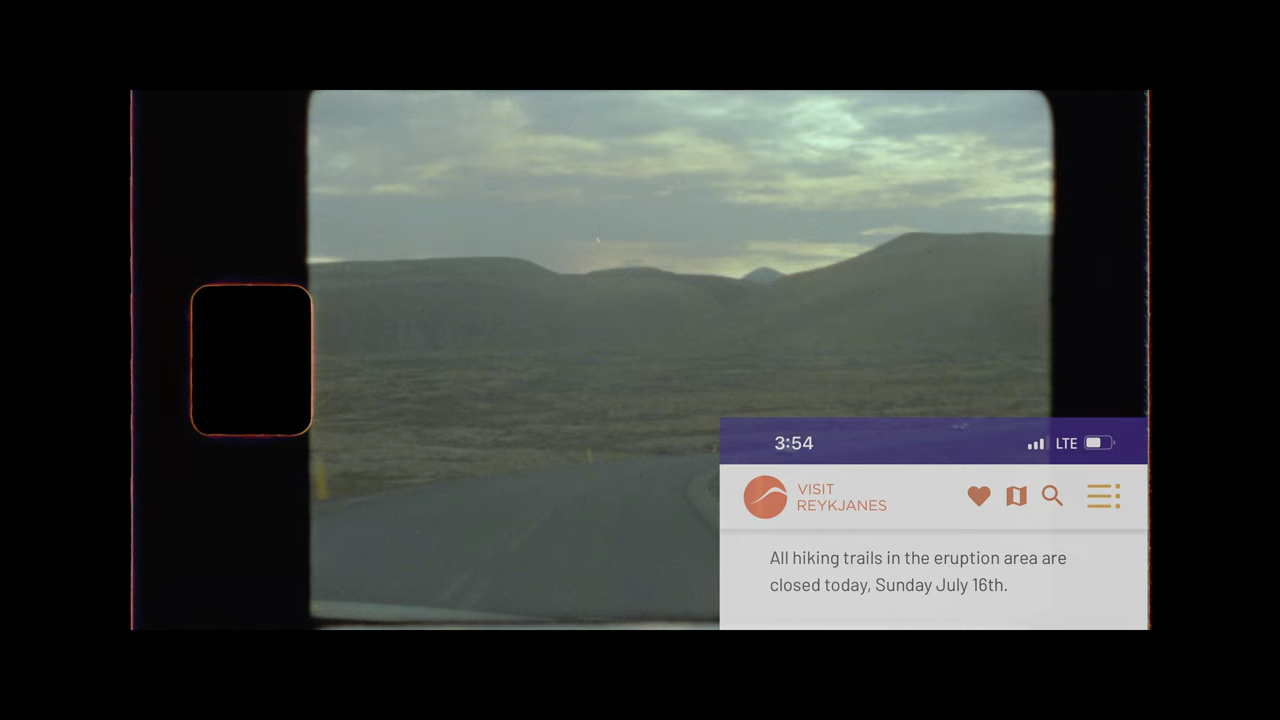 3:54
LTE
VISIT
REYKJANES
All hiking trails in the eruption area are
closed today, Sunday July 16th.